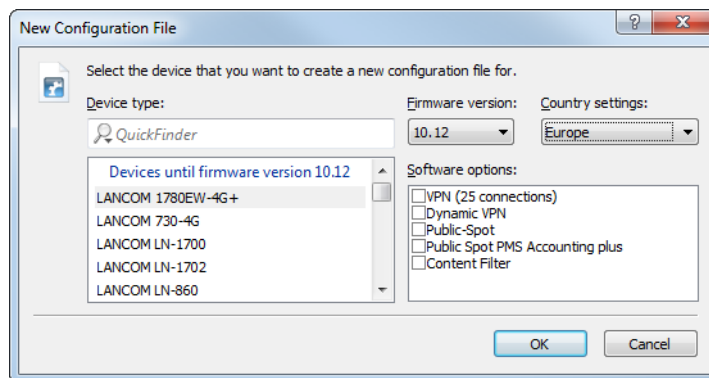 New Configuration File
Select the device that you want to create a new configuration file for.
Device type:
Firmware version:
Country settings:
QuickFinder
10.12
Europe
Devices until firmware version 10.12
LANCOM 1780EW-4G+
LANCOM 730-4G
LANCOM LN-1700
LANCOM LN-1702
LANCOM LN-860
Software options:
VPN (25 connections)
Dynamic VPN
Public-Spot
Public Spot PMS Accounting plus
Content Filter
OK
Cancel